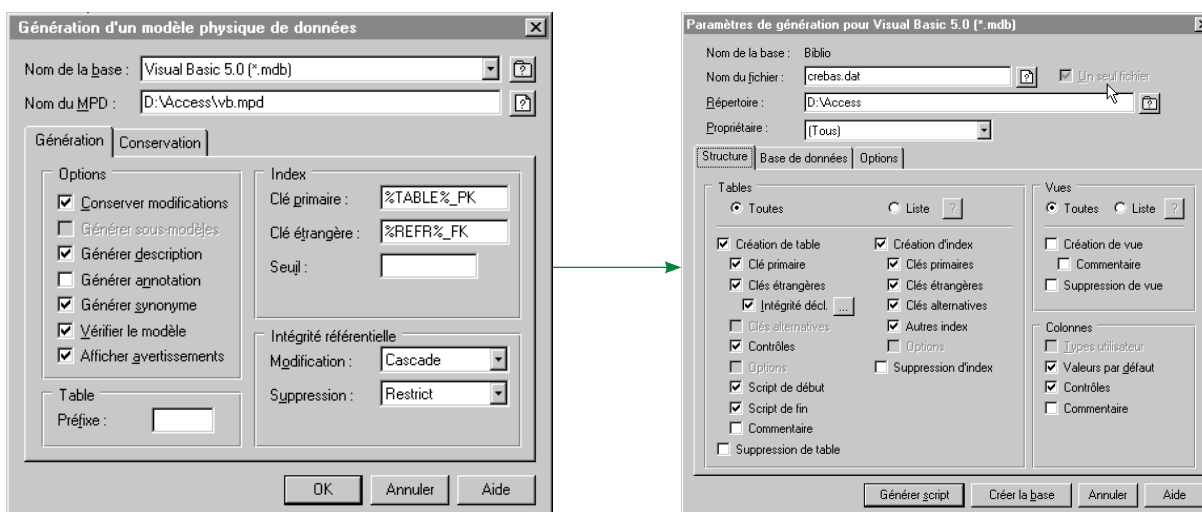 Génération d'un modèle physique de données
Nom de la base : Visual Basic 5.0 (*.mdb)
Nom du MPD : D:\Access\vb.mpd
Génération Conservation
Options
Conserver modifications
Générer sous-modèles
Générer description
Générer annotation
Générer synonyme
Vérifier le modèle
Afficher avertissements
Table
Préfixe :
Index
Clé primaire : %TABLE%_PK
Clé étrangère : %REFR%_FK
Seuil :
Intégrité référentielle
Modification : Cascade
Suppression : Restrict
OK Annuler Aide
Paramètres de génération pour Visual Basic 5.0 (*.mdb)
Nom de la base : Biblio
Nom du fichier : crebas.dat Un seul fichier
Répertoire : D:\Access
Propriétaire : (Tous)
Structure Base de données Options
Tables
Toutes Liste ?
Création de table
Clé primaire
Clés étrangères
Intégrité décl. ...
Clés alternatives
Contrôles
Options
Script de début
Script de fin
Commentaire
Suppression de table
Création d'index
Clés primaires
Clés étrangères
Clés alternatives
Autres index
Options
Suppression d'index
Vues
Toutes Liste ?
Création de vue
Commentaire
Suppression de vue
Colonnes
Types utilisateur
Valeurs par défaut
Contrôles
Commentaire
Générer script Créer la base Annuler Aide